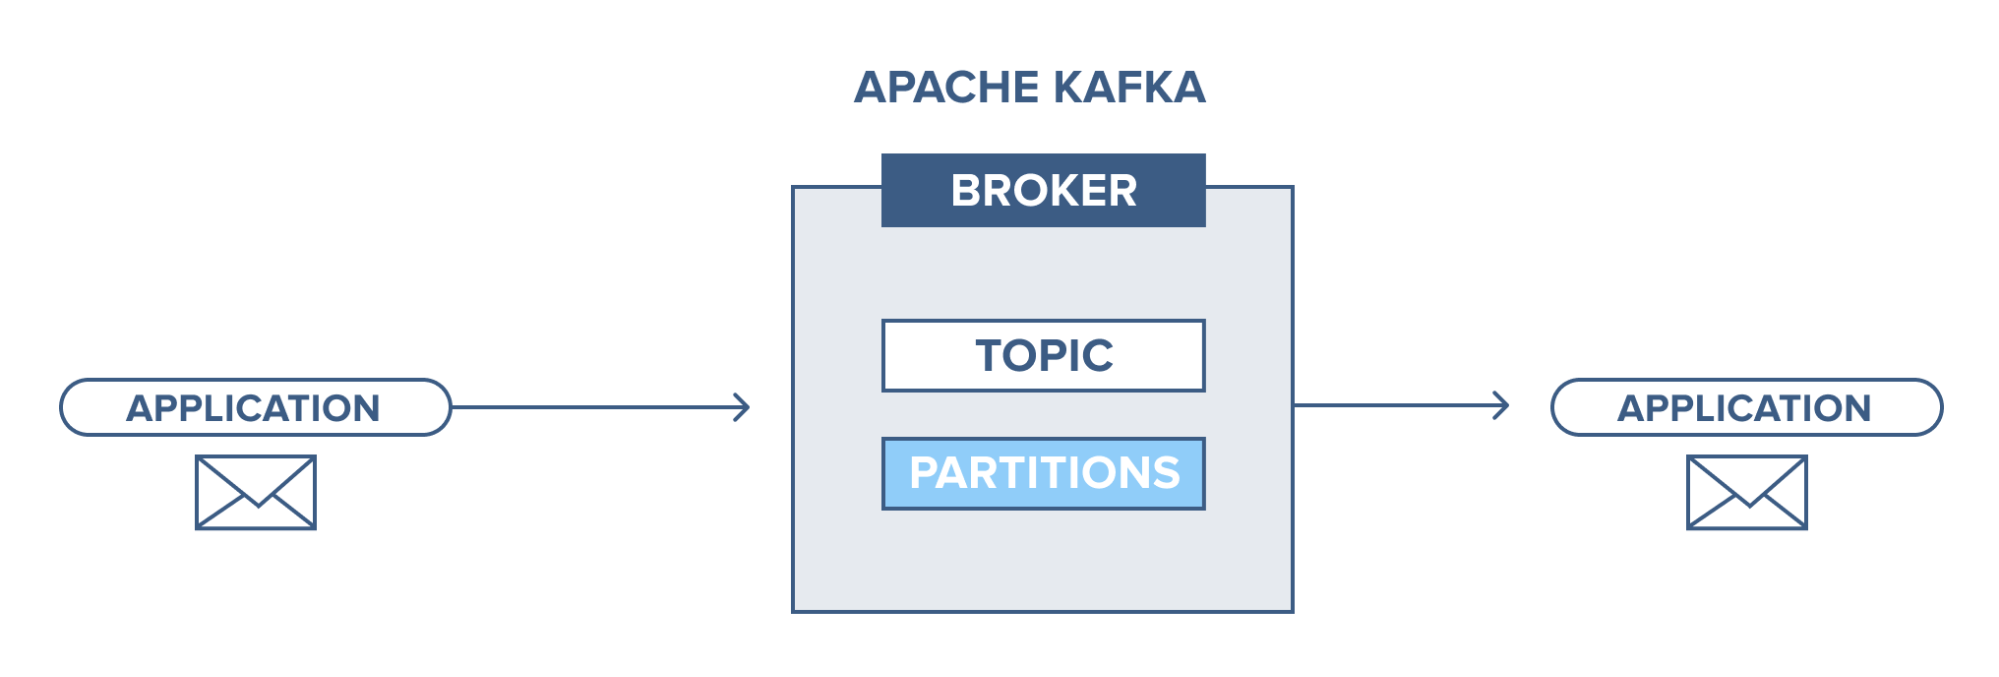 APACHE KAFKA
BROKER
TOPIC
APPLICATION
APPLICATION
PARTITIONS